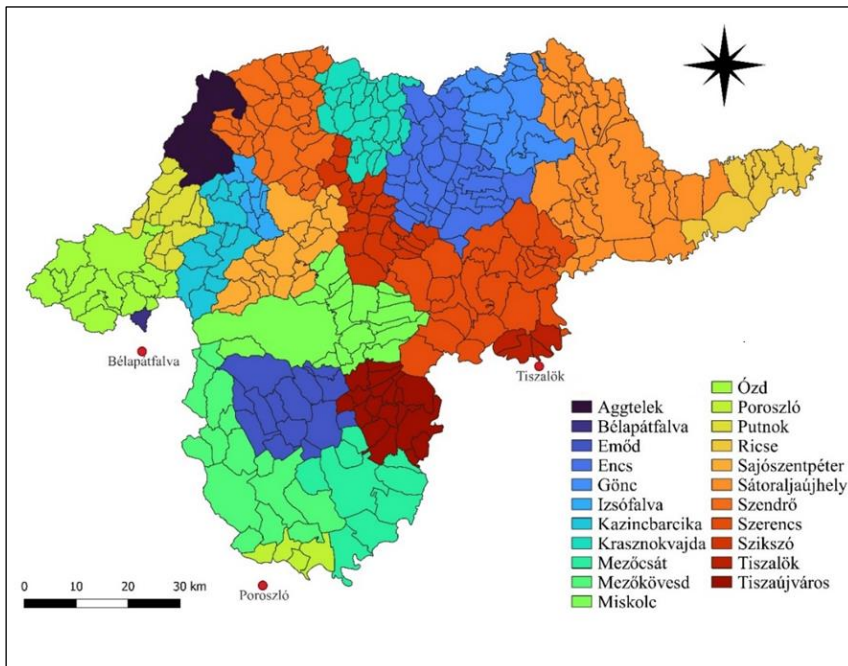 Bélapátfalva
Tiszalök
Poroszló
0 10 20 30 km
Aggtelek
Bélapátfalva
Emőd
Encs
Gönc
Izsófalva
Kazincbarcika
Krasznokvajda
Mezőcsát
Mezőkövesd
Miskolc
Ózd
Poroszló
Putnok
Ricse
Sajószentpéter
Sátoraljaújhely
Szendrő
Szerencs
Szikszó
Tiszalök
Tiszaújváros